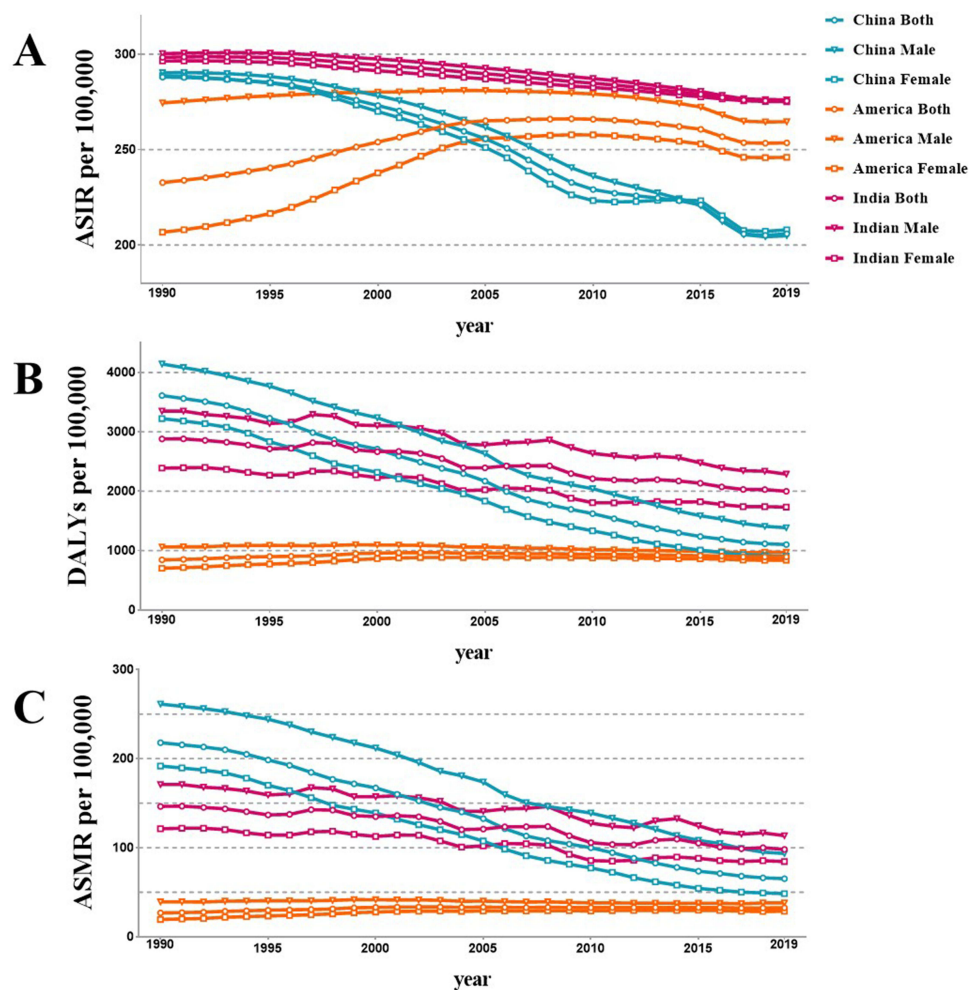 A
ASIR per 100,000
300
250
200
1990
1995
2000
2005
2010
2015
2019
year
China Both
China Male
China Female
America Both
America Male
America Female
India Both
Indian Male
Indian Female
B
DALYs per 100,000
4000
3000
2000
1000
0
1990
1995
2000
2005
2010
2015
2019
year
C
ASMR per 100,000
300
200
100
0
1990
1995
2000
2005
2010
2015
2019
year